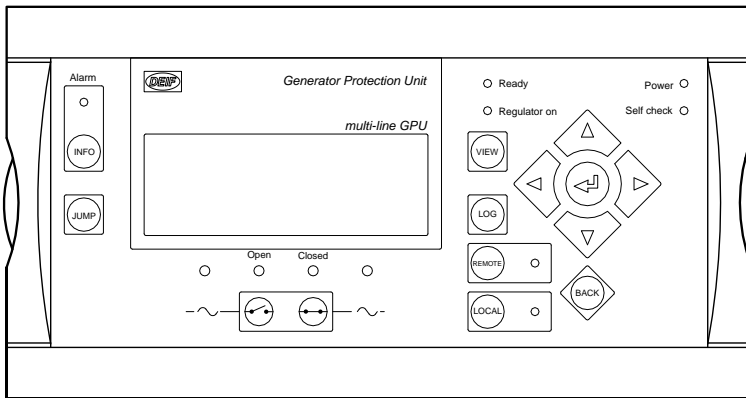 Alarm
INFO
JUMP
DEIF
Generator Protection Unit
multi-line GPU
Open
Closed
Ready
Power
Regulator on
Self check
VIEW
LOG
REMOTE
LOCAL
BACK